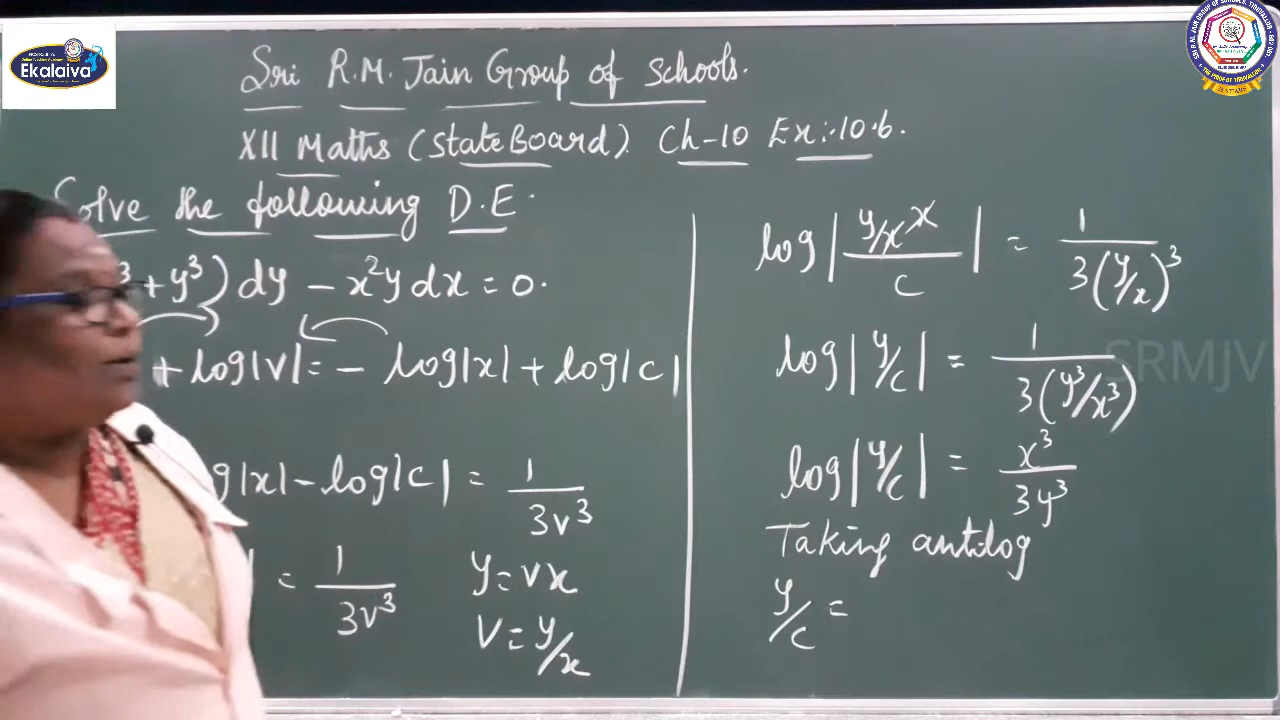 Ekalaiva
Sri R.M. Jain Group of Schools.
XII Maths (State Board) Ch-10 Ex:-10.6.
Solve the following D.E.
³ + y³) dy - x²y dx = 0.
+ log|v| = - log|x| + log|c|
g|x| - log|c| = 1/3v³
| = 1/3v³
y = vx
v = y/x
log|(y/x x)/c| = 1/3(y/x)³
log|y/c| = 1/3(y³/x³)
log|y/c| = x³/3y³
Taking antilog
y/c =
SRMJV